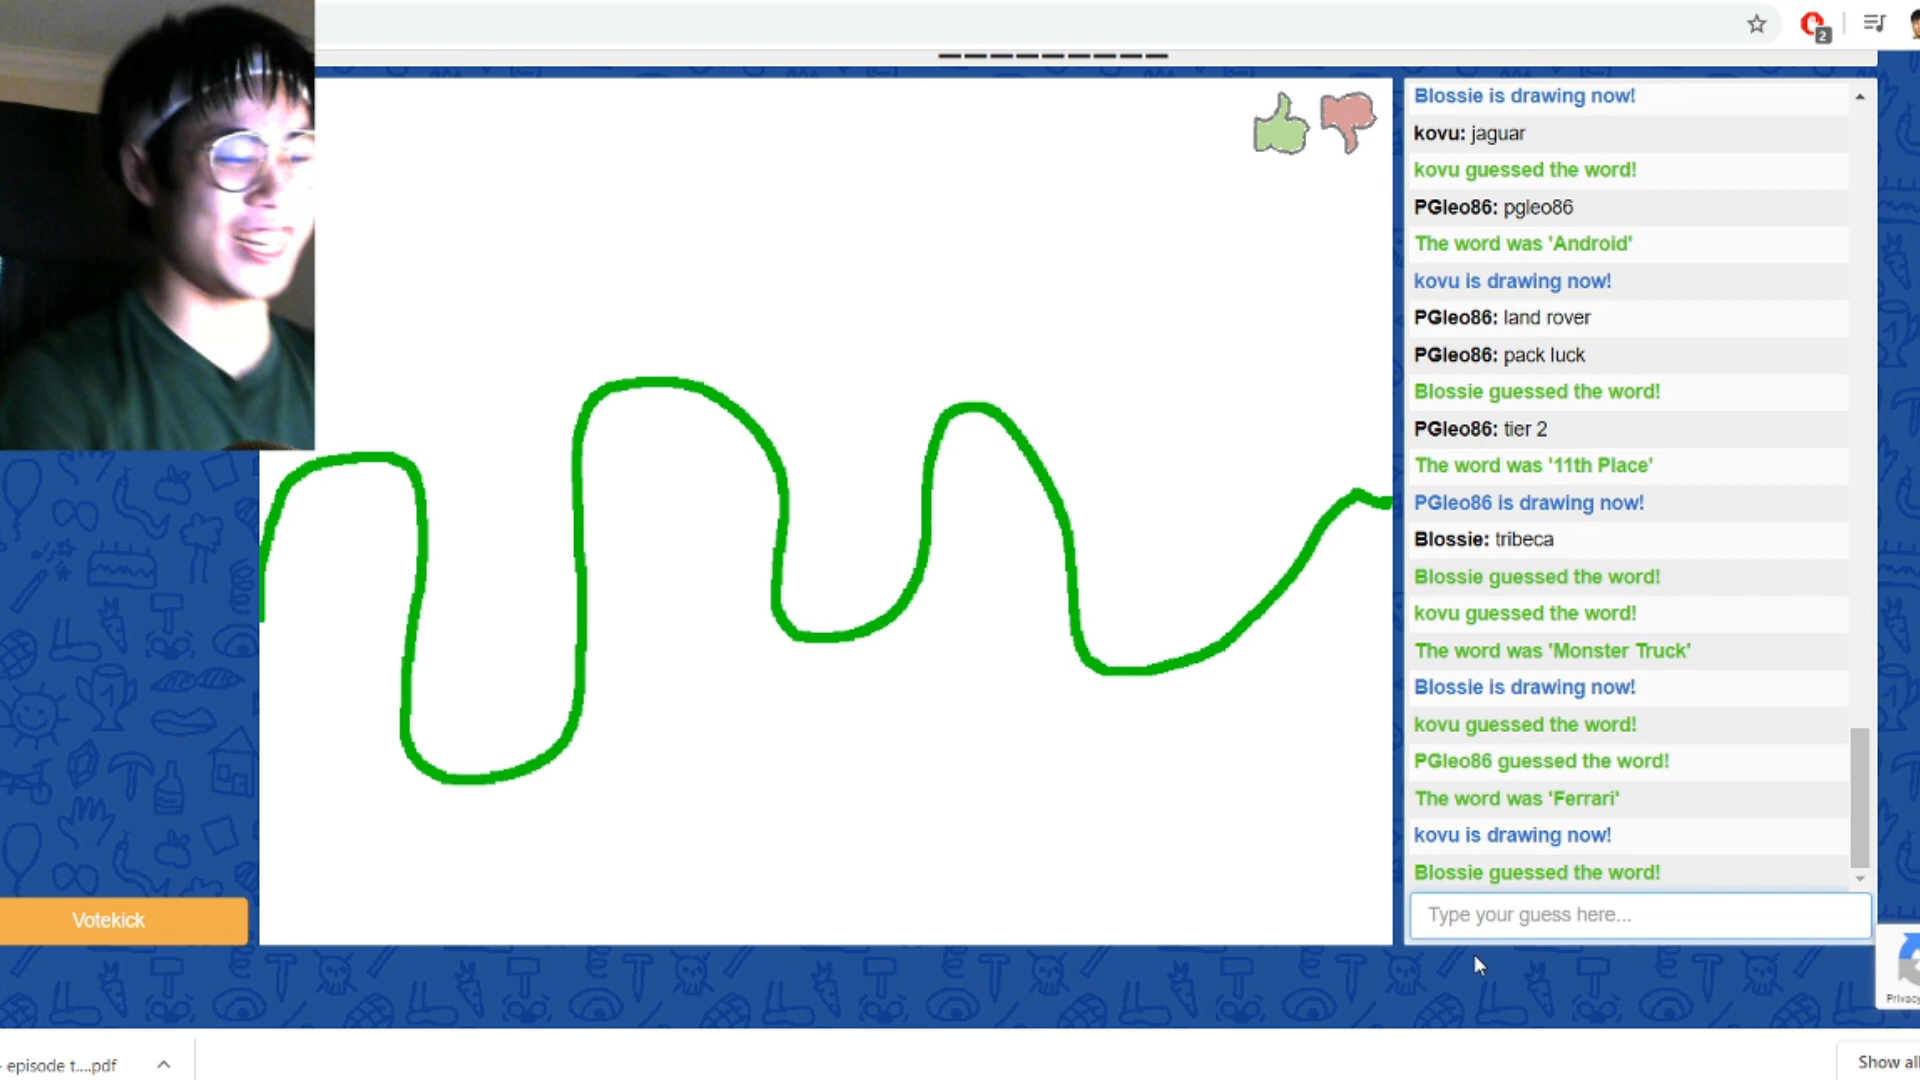 2
Blossie is drawing now!
kovu: jaguar
kovu guessed the word!
PGleo86: pgleo86
The word was 'Android'
kovu is drawing now!
PGleo86: land rover
PGleo86: pack luck
Blossie guessed the word!
PGleo86: tier 2
The word was '11th Place'
PGleo86 is drawing now!
Blossie: tribeca
Blossie guessed the word!
kovu guessed the word!
The word was 'Monster Truck'
Blossie is drawing now!
kovu guessed the word!
PGleo86 guessed the word!
The word was 'Ferrari'
kovu is drawing now!
Blossie guessed the word!
Type your guess here...
Votekick
Privacy
- episode t....pdf
Show all